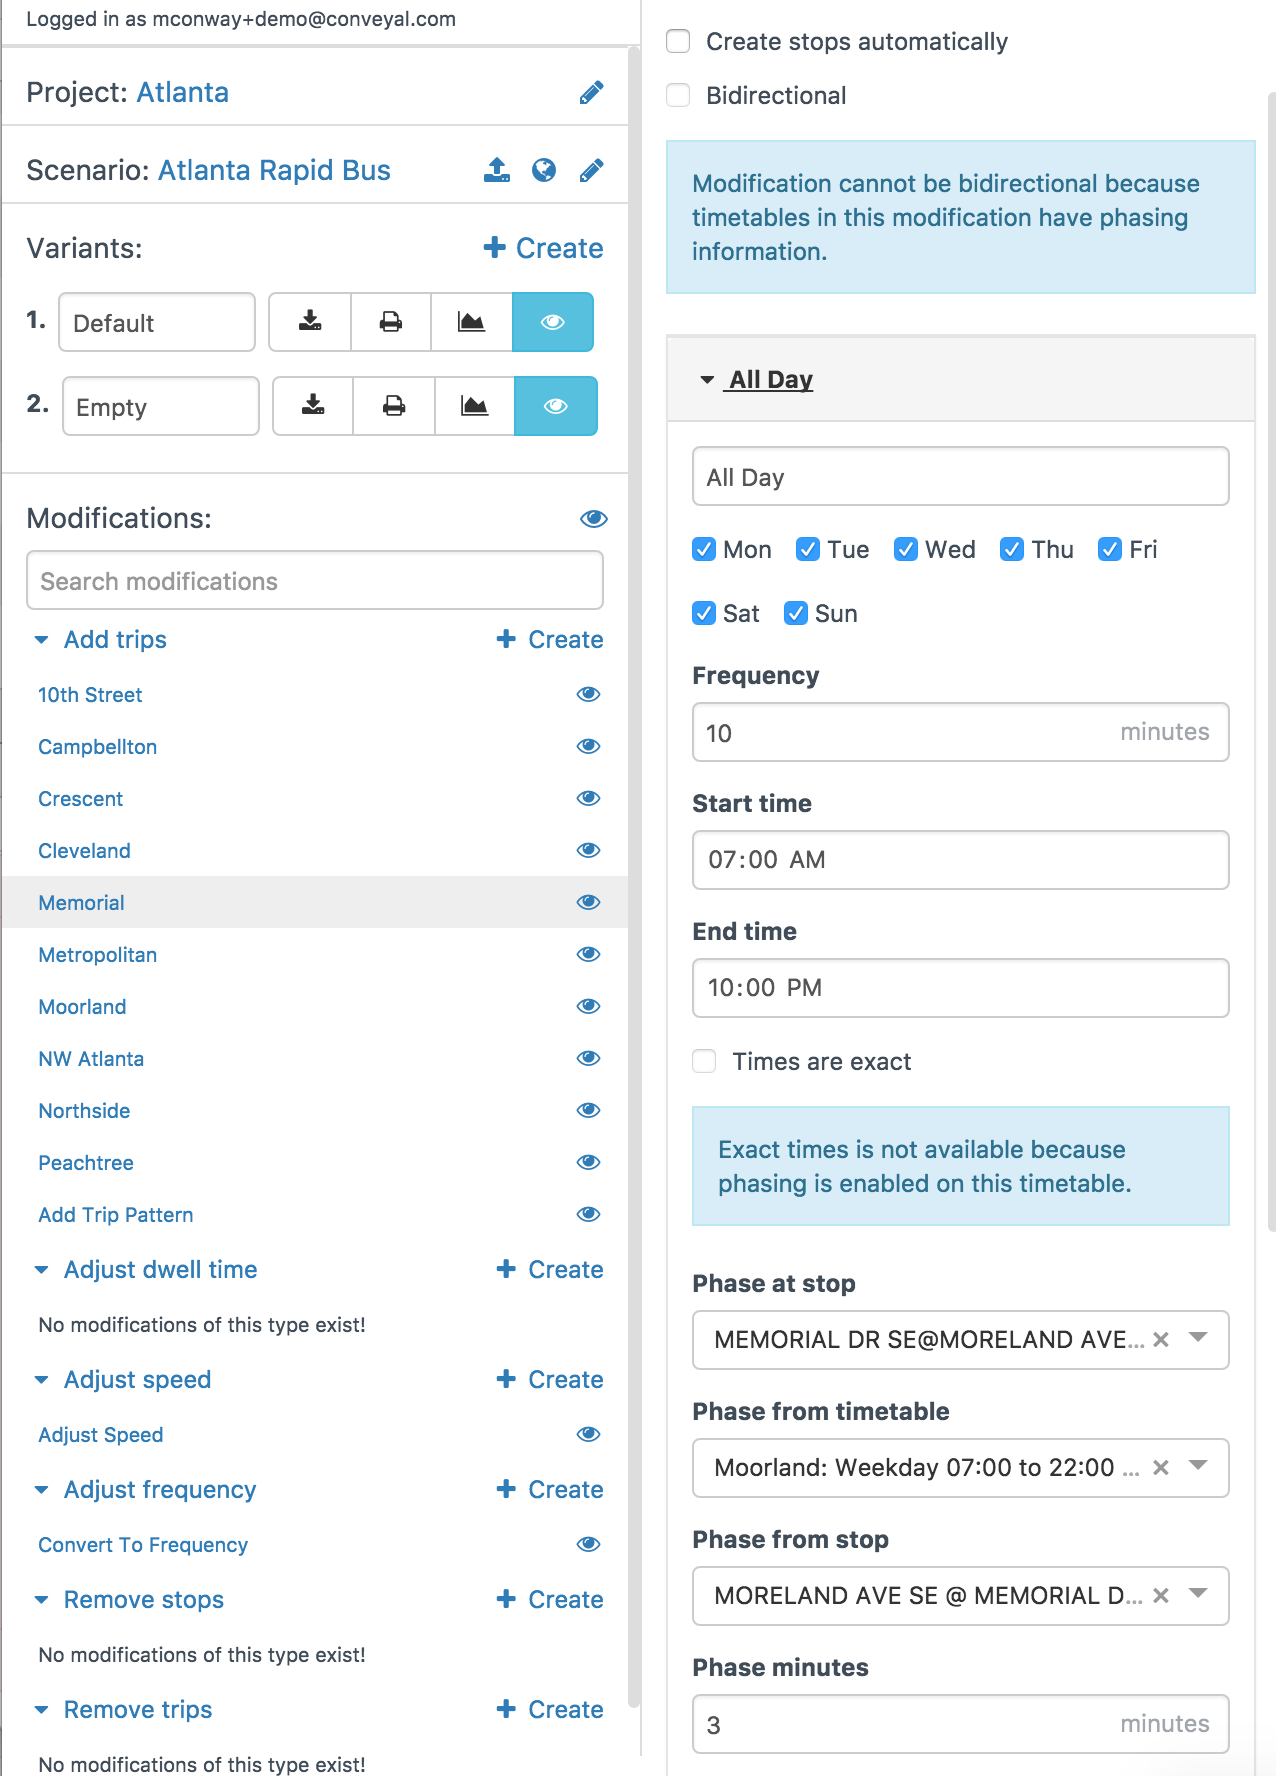 Logged in as mconway+demo@conveyal.com
Project: Atlanta
Scenario: Atlanta Rapid Bus
Variants:
Create
1. Default
2. Empty
Modifications:
Search modifications
Add trips
Create
10th Street
Campbellton
Crescent
Cleveland
Memorial
Metropolitan
Moorland
NW Atlanta
Northside
Peachtree
Add Trip Pattern
Adjust dwell time
Create
No modifications of this type exist!
Adjust speed
Create
Adjust Speed
Adjust frequency
Create
Convert To Frequency
Remove stops
Create
No modifications of this type exist!
Remove trips
Create
No modifications of this type exist!
Create stops automatically
Bidirectional
Modification cannot be bidirectional because
timetables in this modification have phasing
information.
All Day
All Day
Mon Tue Wed Thu Fri
Sat Sun
Frequency
10 minutes
Start time
07:00 AM
End time
10:00 PM
Times are exact
Exact times is not available because
phasing is enabled on this timetable.
Phase at stop
MEMORIAL DR SE@MORELAND AVE...
Phase from timetable
Moorland: Weekday 07:00 to 22:00 ...
Phase from stop
MORELAND AVE SE @ MEMORIAL D...
Phase minutes
3 minutes